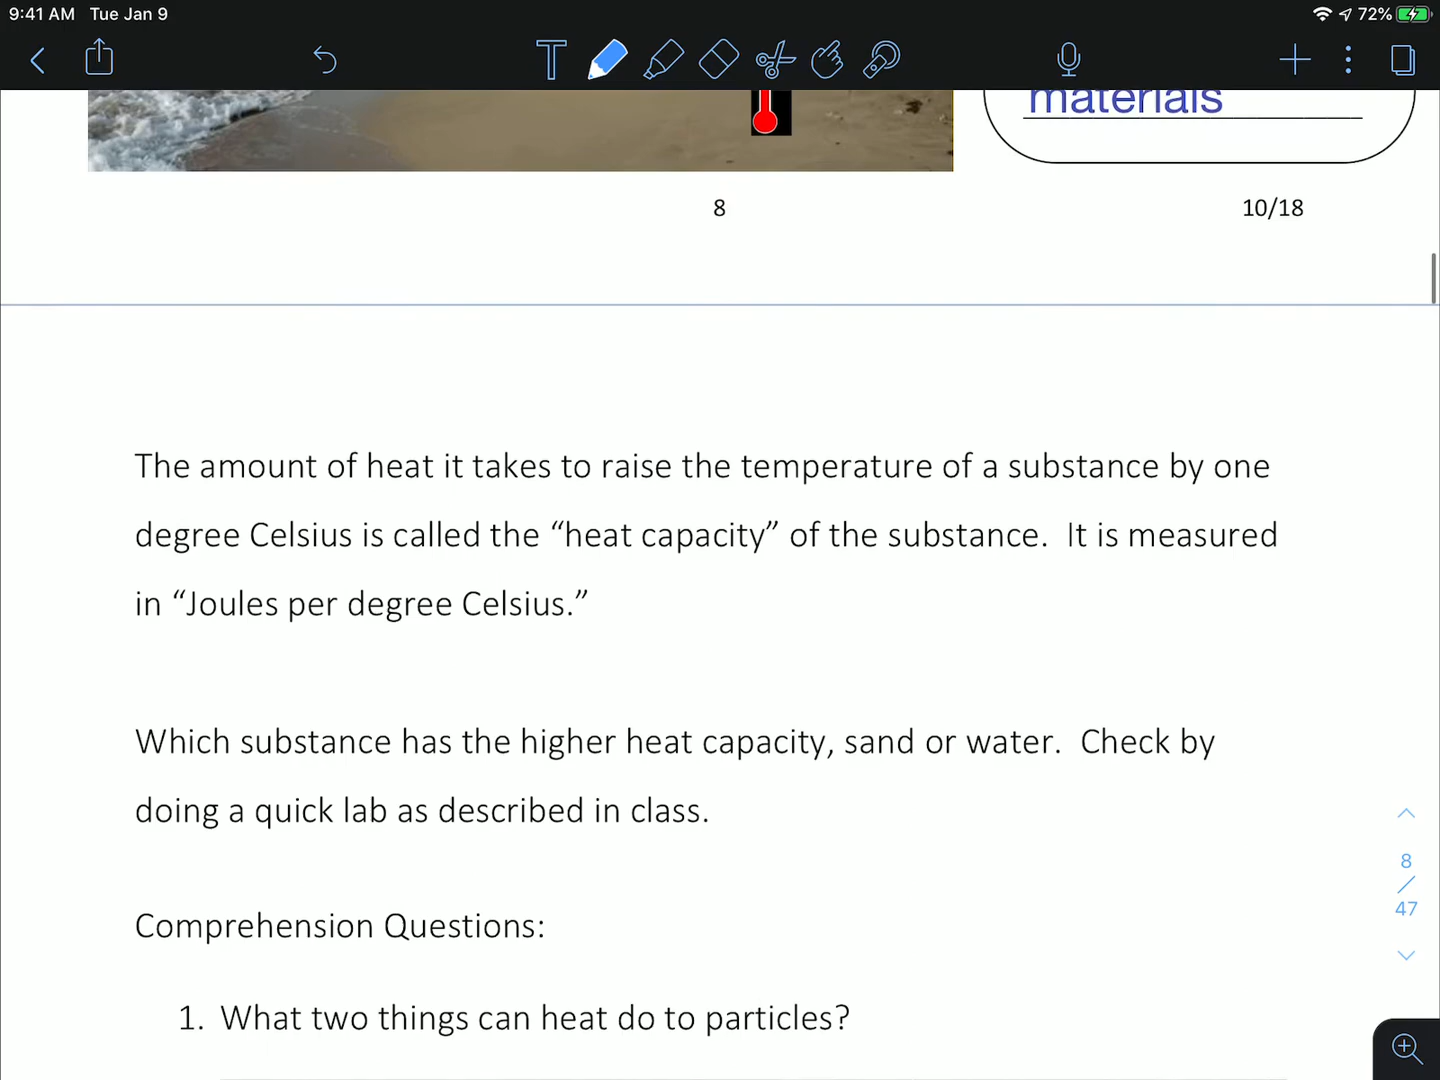 9:41 AM Tue Jan 9
72%
materials
8
10/18
The amount of heat it takes to raise the temperature of a substance by one
degree Celsius is called the “heat capacity” of the substance.  It is measured
in “Joules per degree Celsius.”
Which substance has the higher heat capacity, sand or water.  Check by
doing a quick lab as described in class.
8
/
47
Comprehension Questions:
1. What two things can heat do to particles?